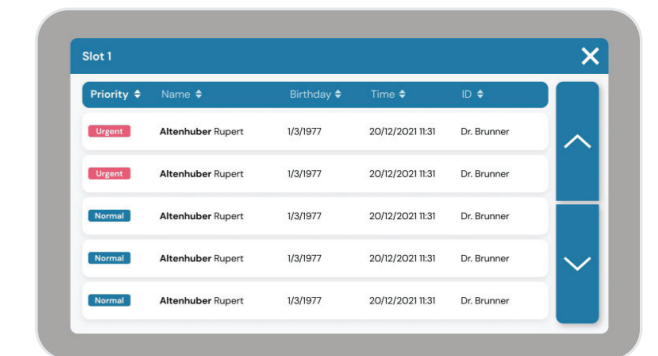 Slot 1
Priority Name Birthday Time ID
Urgent Altenhuber Rupert 1/3/1977 20/12/2021 11:31 Dr. Brunner
Urgent Altenhuber Rupert 1/3/1977 20/12/2021 11:31 Dr. Brunner
Normal Altenhuber Rupert 1/3/1977 20/12/2021 11:31 Dr. Brunner
Normal Altenhuber Rupert 1/3/1977 20/12/2021 11:31 Dr. Brunner
Normal Altenhuber Rupert 1/3/1977 20/12/2021 11:31 Dr. Brunner